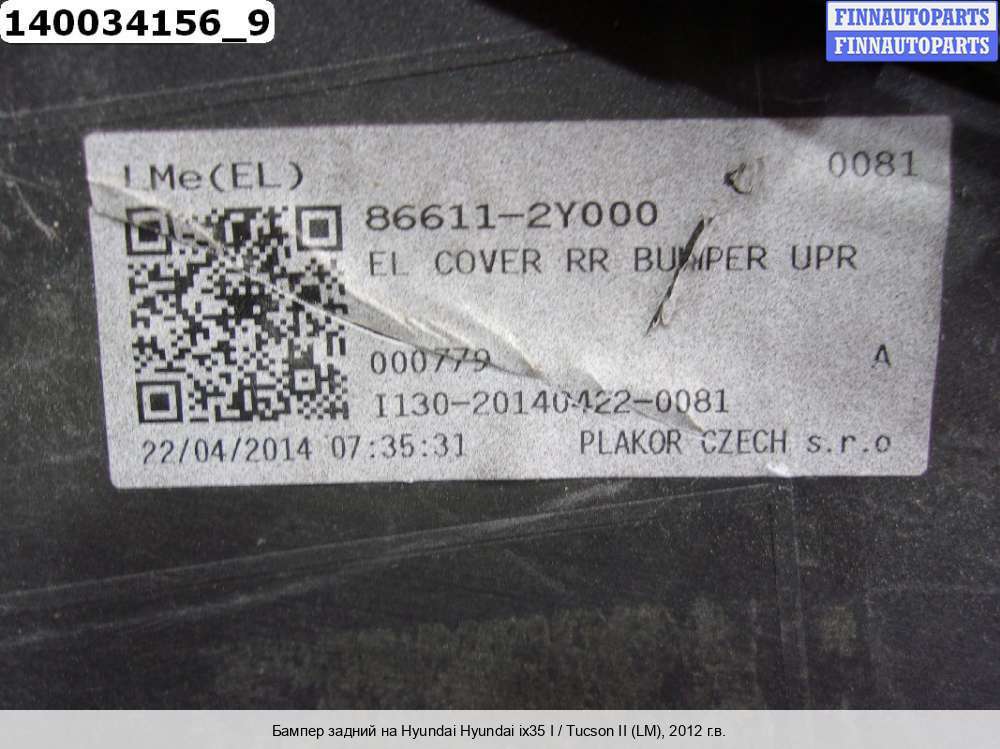 140034156_9
FINNAUTOPARTS
FINNAUTOPARTS
LMe(EL)
0081
86611-2Y000
EL COVER RR BUMPER UPR
000779
A
I130-20140422-0081
22/04/2014 07:35:31
PLAKOR CZECH s.r.o
Бампер задний на Hyundai Hyundai ix35 I / Tucson II (LM), 2012 г.в.